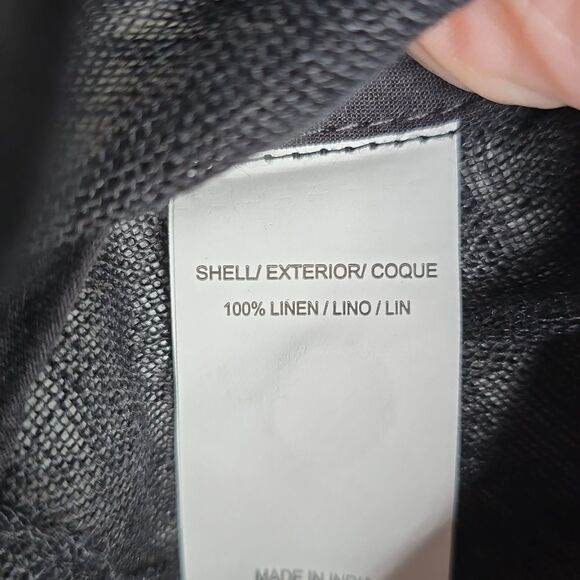 SHELL/ EXTERIOR/ COQUE
100% LINEN / LINO / LIN
MADE IN INDIA